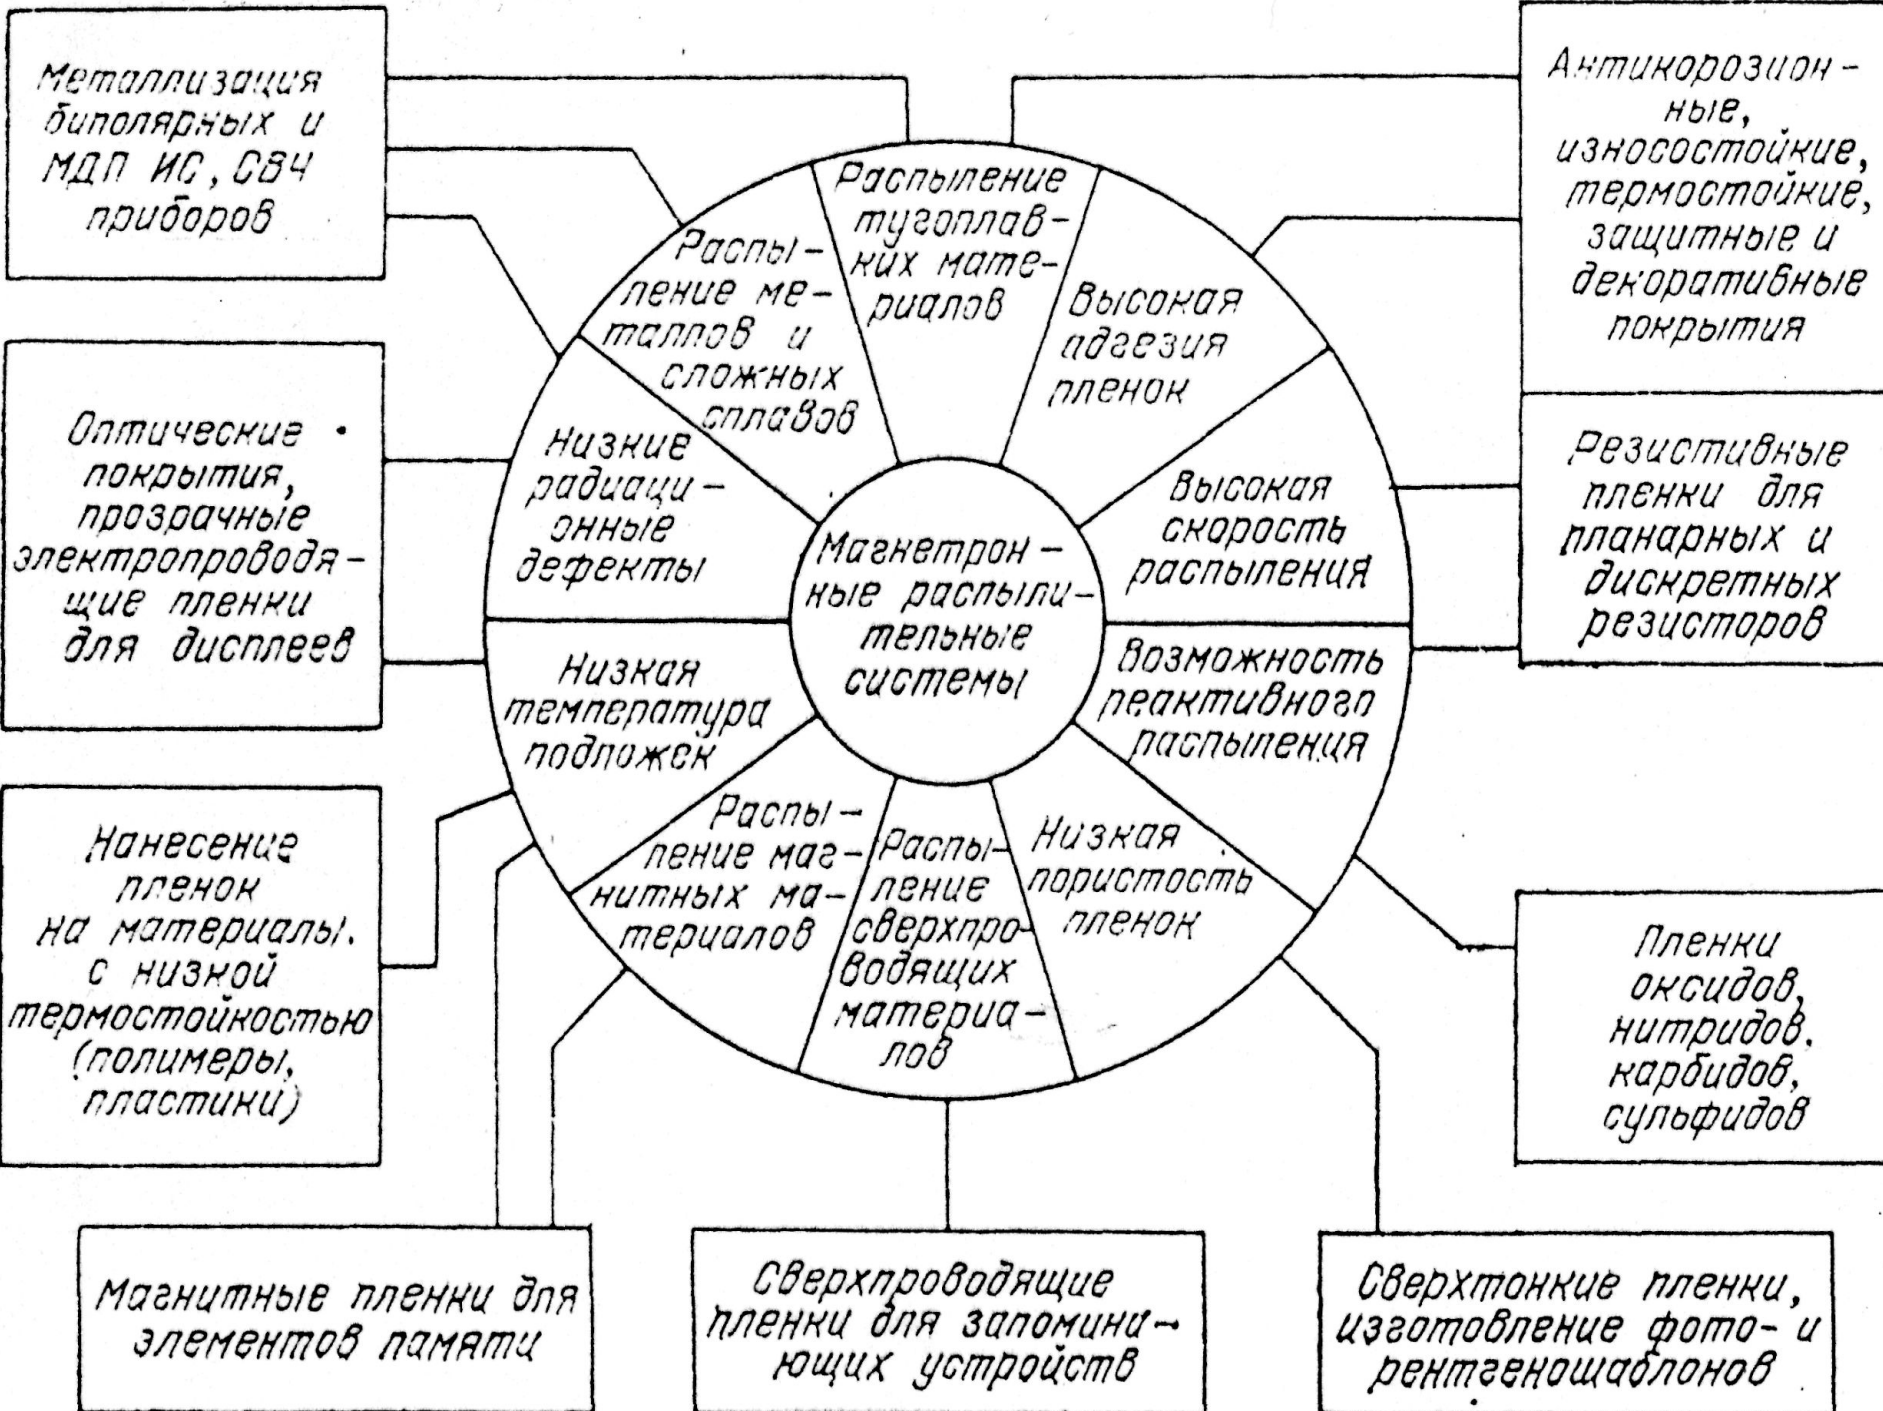 Металлизация
биполярных и
МДП ИС, СВЧ
приборов
Антикорозион-
ные,
износостойкие,
термостойкие,
защитные и
декоративные
покрытия
Распыление
тугоплав-
ких мате-
риалов
Распы-
ление ме-
таллов и
сложных
сплавов
Высокая
адгезия
пленок
Оптические
покрытия,
прозрачные
электропроводя-
щие пленки
для дисплеев
Низкие
радиаци-
онные
дефекты
Магнетрон-
ные распыли-
тельные
системы
Высокая
скорость
распыления
Резистивные
пленки для
планарных и
дискретных
резисторов
Низкая
температура
подложек
Возможность
реактивного
распыления
Нанесение
пленок
на материалы.
с низкой
термостойкостью
(полимеры,
пластики)
Распы-
ление маг-
нитных ма-
териалов
Распы-
ление
сверхпро-
водящих
материа-
лов
Низкая
пористость
пленок
Пленки
оксидов,
нитридов.
карбидов,
сульфидов
Магнитные пленки для
элементов памяти
Сверхпроводящие
пленки для запомина-
ющих устройств
Сверхтонкие пленки,
изготовление фото- и
рентгеношаблонов